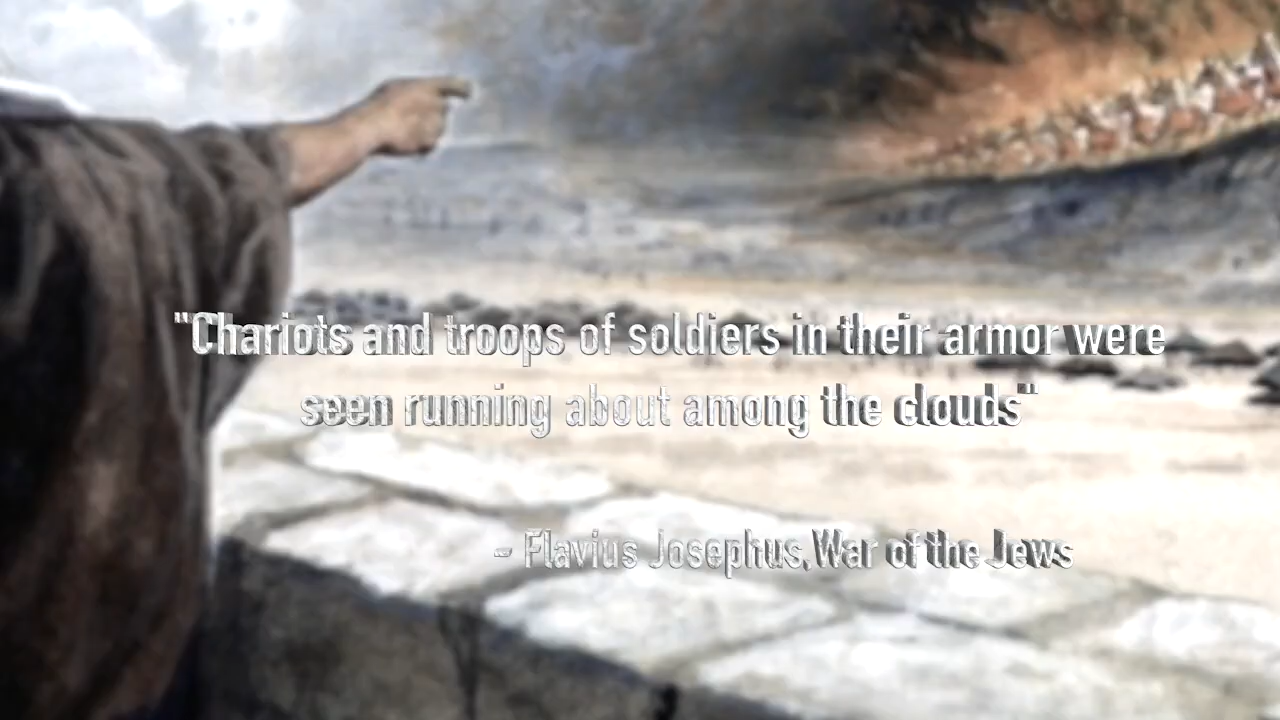 "Chariots and troops of soldiers in their armor were
seen running about among the clouds"
- Flavius Josephus, War of the Jews